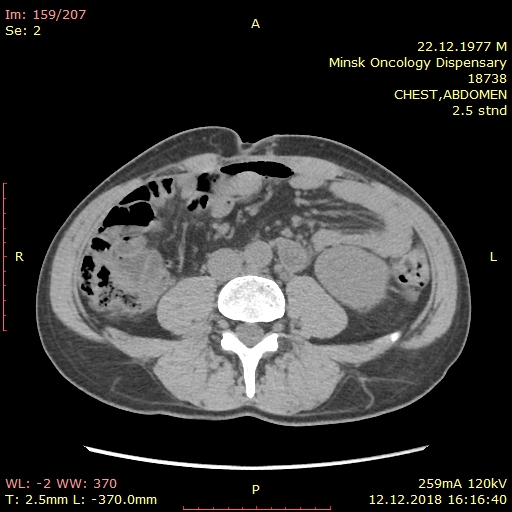 Im: 159/207
Se: 2
A
22.12.1977 M
Minsk Oncology Dispensary
18738
CHEST,ABDOMEN
2.5 stnd
R
L
WL: -2 WW: 370
T: 2.5mm L: -370.0mm
P
259mA 120kV
12.12.2018 16:16:40